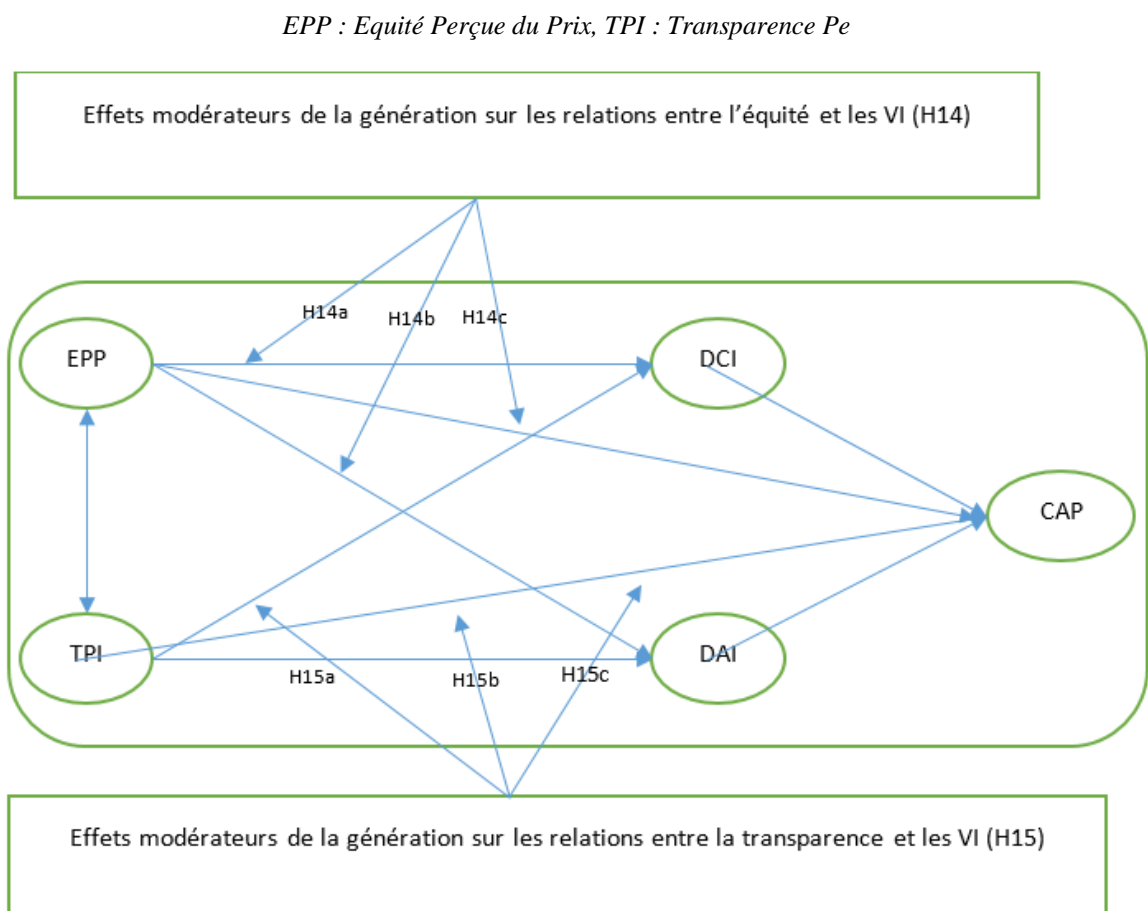 EPP : Equité Perçue du Prix, TPI : Transparence Pe
Effets modérateurs de la génération sur les relations entre l’équité et les VI (H14)
H14a
H14b
H14c
EPP
DCI
CAP
TPI
DAI
H15a
H15b
H15c
Effets modérateurs de la génération sur les relations entre la transparence et les VI (H15)